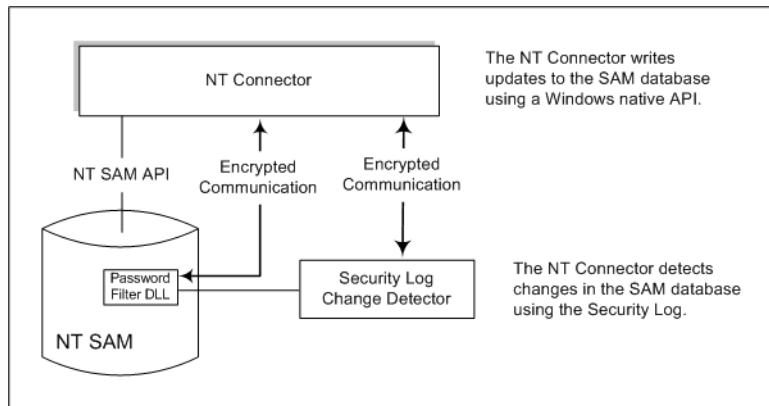 NT Connector
The NT Connector writes
updates to the SAM database
using a Windows native API.
NT SAM API
Encrypted
Communication
Encrypted
Communication
Password
Filter DLL
NT SAM
Security Log
Change Detector
The NT Connector detects
changes in the SAM database
using the Security Log.